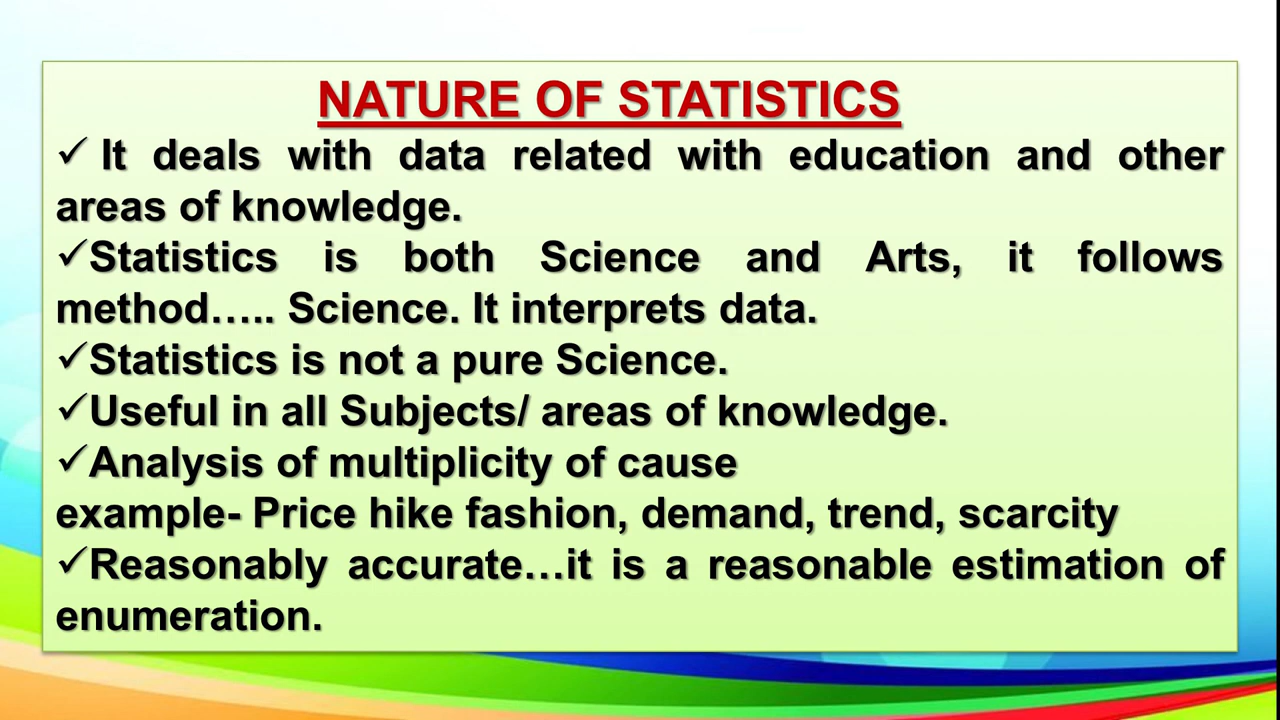 NATURE OF STATISTICS
✓ It deals with data related with education and other
areas of knowledge.
✓Statistics is both Science and Arts, it follows
method….. Science. It interprets data.
✓Statistics is not a pure Science.
✓Useful in all Subjects/ areas of knowledge.
✓Analysis of multiplicity of cause
example- Price hike fashion, demand, trend, scarcity
✓Reasonably accurate…it is a reasonable estimation of
enumeration.